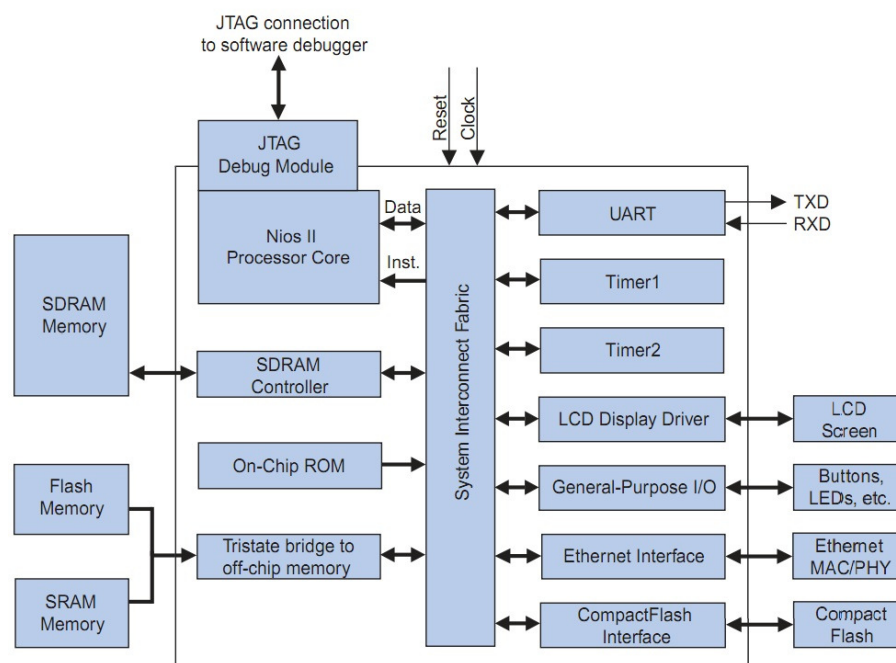 JTAG connection
to software debugger
Reset
Clock
JTAG
Debug Module
Nios II
Processor Core
Data
Inst.
System Interconnect Fabric
UART
TXD
RXD
Timer1
Timer2
SDRAM
Memory
SDRAM
Controller
LCD Display Driver
LCD
Screen
On-Chip ROM
General-Purpose I/O
Buttons,
LEDs, etc.
Flash
Memory
Tristate bridge to
off-chip memory
Ethernet Interface
Ethernet
MAC/PHY
SRAM
Memory
CompactFlash
Interface
Compact
Flash